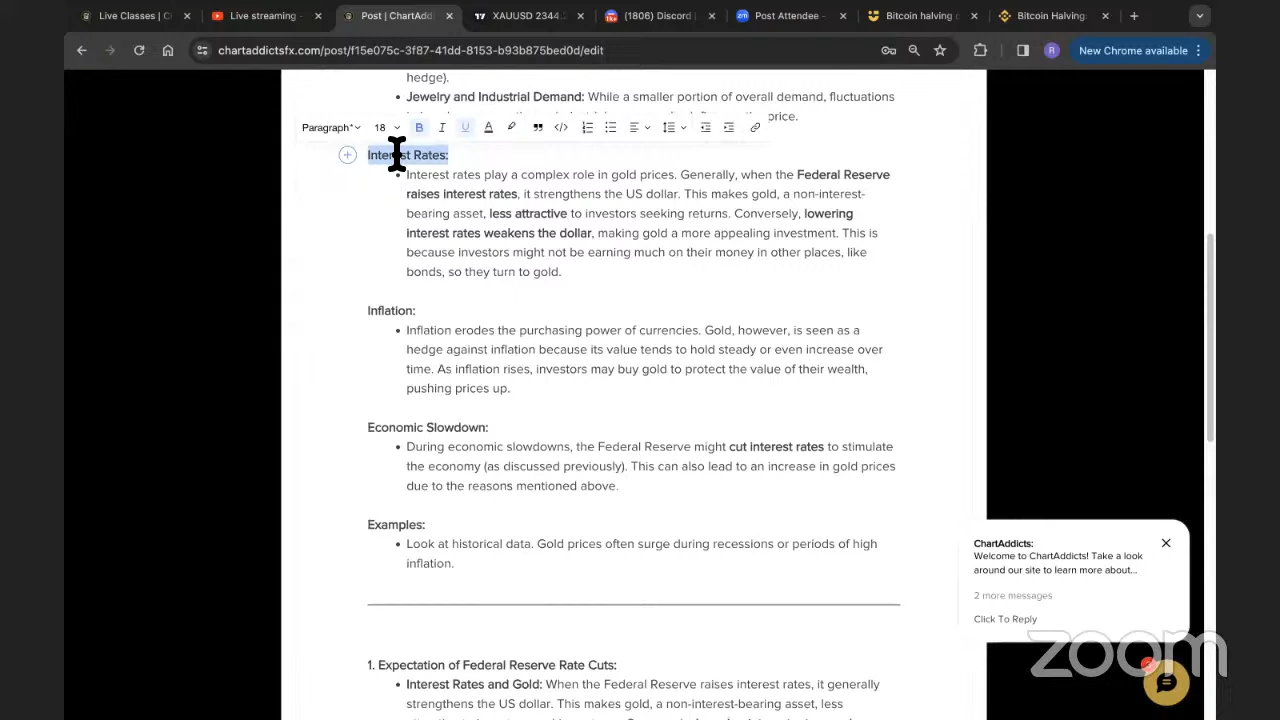 Live Classes | C
Live streaming -
Post | ChartAddi
XAUUSD 2344.
(1806) Discord |
Post Attendee -
Bitcoin halving c
Bitcoin Halving:
chartaddictsfx.com/post/f15e075c-3f87-41dd-8153-b93b875bed0d/edit
R
New Chrome available
hedge).
• Jewelry and Industrial Demand: While a smaller portion of overall demand, fluctuations
price.
Paragraph* 18 B I U A
Interest Rates:
• Interest rates play a complex role in gold prices. Generally, when the Federal Reserve
raises interest rates, it strengthens the US dollar. This makes gold, a non-interest-
bearing asset, less attractive to investors seeking returns. Conversely, lowering
interest rates weakens the dollar, making gold a more appealing investment. This is
because investors might not be earning much on their money in other places, like
bonds, so they turn to gold.
Inflation:
• Inflation erodes the purchasing power of currencies. Gold, however, is seen as a
hedge against inflation because its value tends to hold steady or even increase over
time. As inflation rises, investors may buy gold to protect the value of their wealth,
pushing prices up.
Economic Slowdown:
• During economic slowdowns, the Federal Reserve might cut interest rates to stimulate
the economy (as discussed previously). This can also lead to an increase in gold prices
due to the reasons mentioned above.
Examples:
• Look at historical data. Gold prices often surge during recessions or periods of high
inflation.
ChartAddicts:
Welcome to ChartAddicts! Take a look
around our site to learn more about...
2 more messages
Click To Reply
zoom
1. Expectation of Federal Reserve Rate Cuts:
• Interest Rates and Gold: When the Federal Reserve raises interest rates, it generally
strengthens the US dollar. This makes gold, a non-interest-bearing asset, less